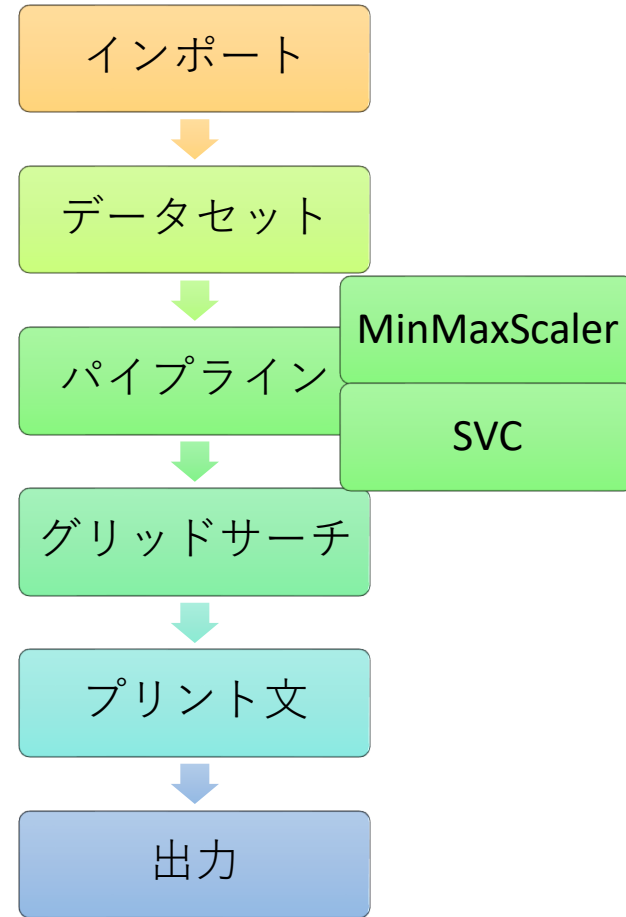 インポート
データセット
パイプライン
MinMaxScaler
SVC
グリッドサーチ
プリント文
出力